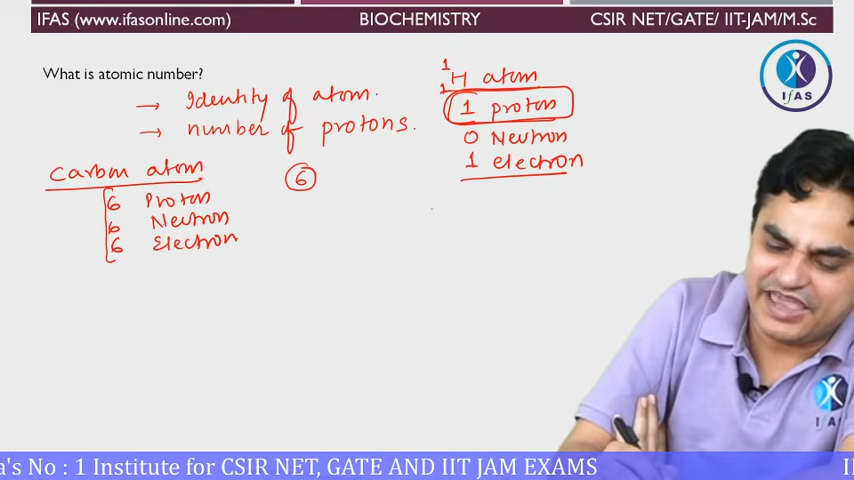 IFAS (www.ifasonline.com) BIOCHEMISTRY CSIR NET/GATE/ IIT-JAM/M.Sc
What is atomic number?
→ Identity of atom.
→ number of protons.
Carbon atom
6
6 Proton
6 Neutron
6 Electron
1 1 H atom
1 proton
0 Neutron
1 electron
IfAS
IfAS
a's No : 1 Institute for CSIR NET, GATE AND IIT JAM EXAMS I